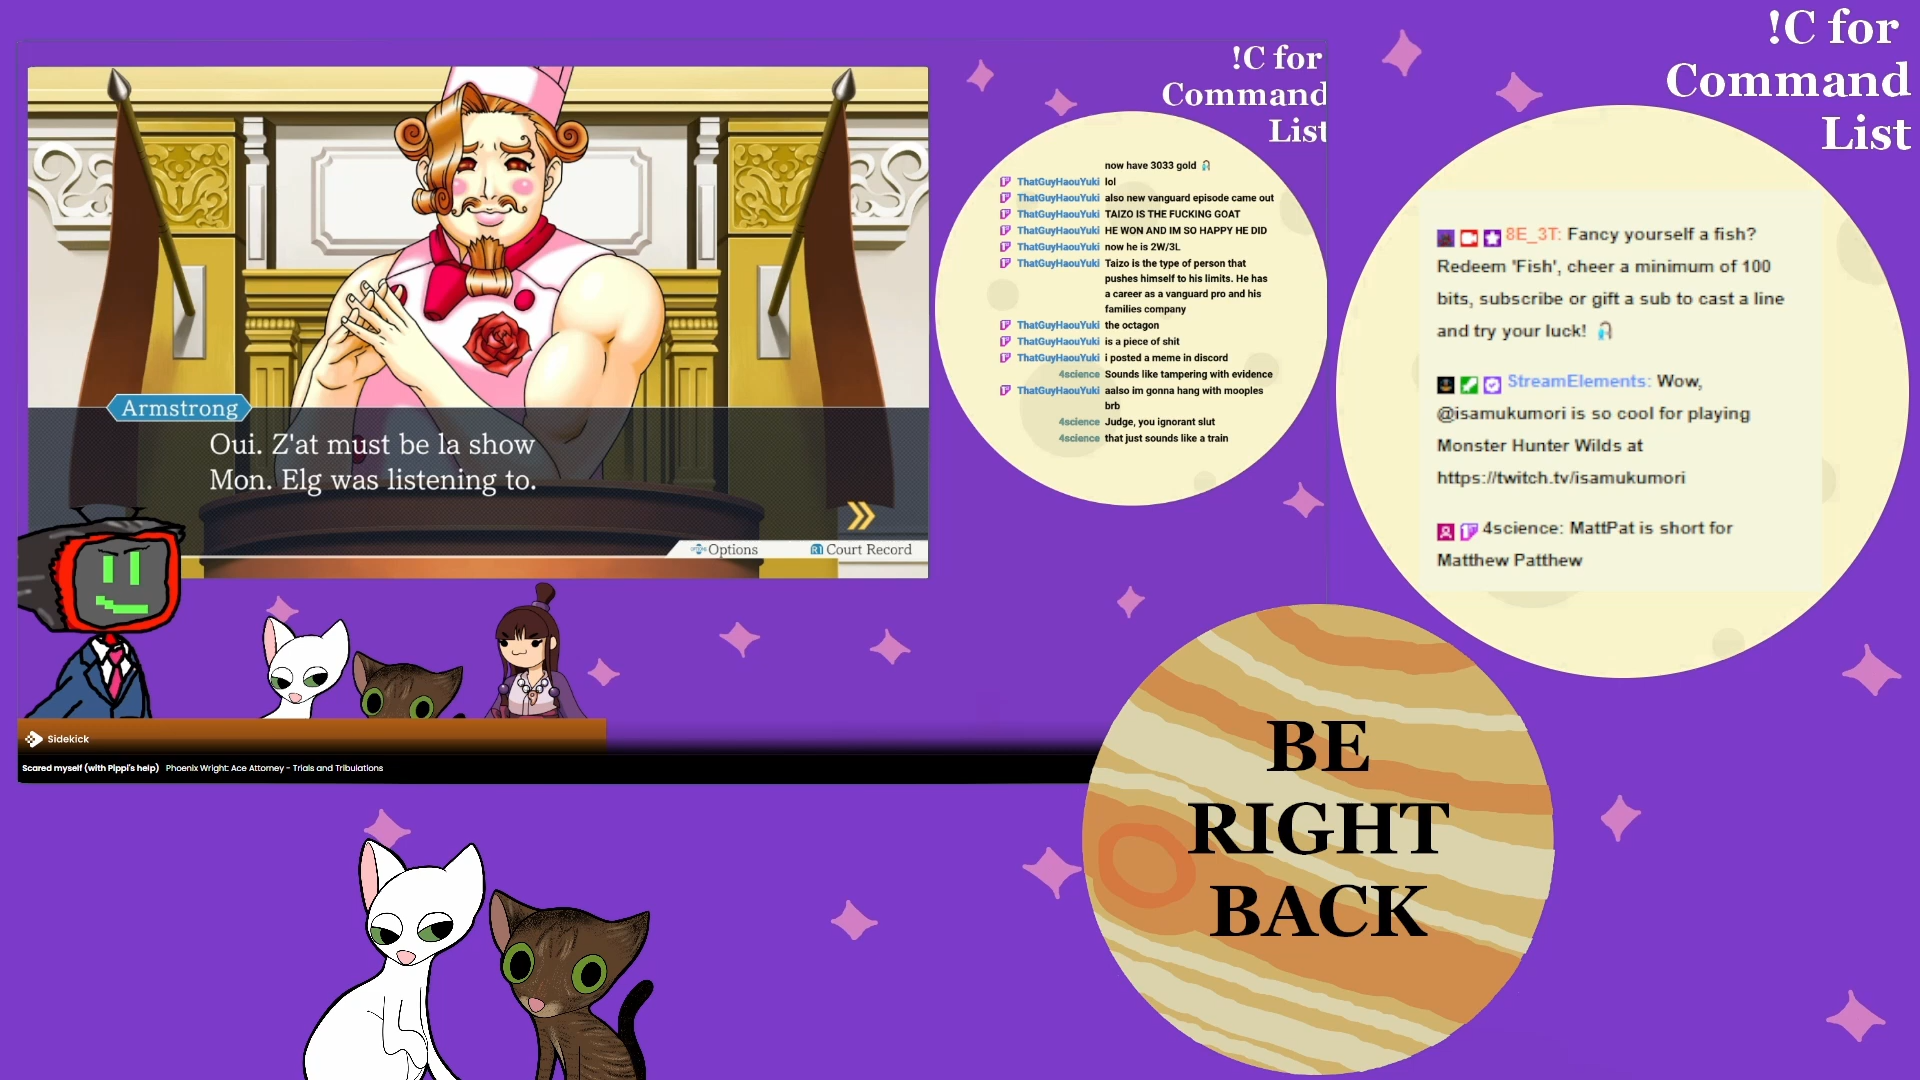 !C for
Command
List
!C for
Command
List
now have 3033 gold
ThatGuyHaouYuki lol
ThatGuyHaouYuki also new vanguard episode came out
ThatGuyHaouYuki TAIZO IS THE FUCKING GOAT
ThatGuyHaouYuki HE WON AND IM SO HAPPY HE DID
ThatGuyHaouYuki now he is 2W/3L
ThatGuyHaouYuki Taizo is the type of person that
pushes himself to his limits. He has
a career as a vanguard pro and his
families company
ThatGuyHaouYuki the octagon
ThatGuyHaouYuki is a piece of shit
ThatGuyHaouYuki i posted a meme in discord
4science Sounds like tampering with evidence
ThatGuyHaouYuki aalso im gonna hang with mooples
brb
4science Judge, you ignorant slut
4science that just sounds like a train
8E_3T: Fancy yourself a fish?
Redeem 'Fish', cheer a minimum of 100
bits, subscribe or gift a sub to cast a line
and try your luck!
StreamElements: Wow,
@isamukumori is so cool for playing
Monster Hunter Wilds at
https://twitch.tv/isamukumori
4science: MattPat is short for
Matthew Patthew
Armstrong
Oui. Z'at must be la show
Mon. Elg was listening to.
OPTIONS Options
R1 Court Record
Sidekick
Scared myself (with Pippi's help) Phoenix Wright: Ace Attorney - Trials and Tribulations
BE
RIGHT
BACK